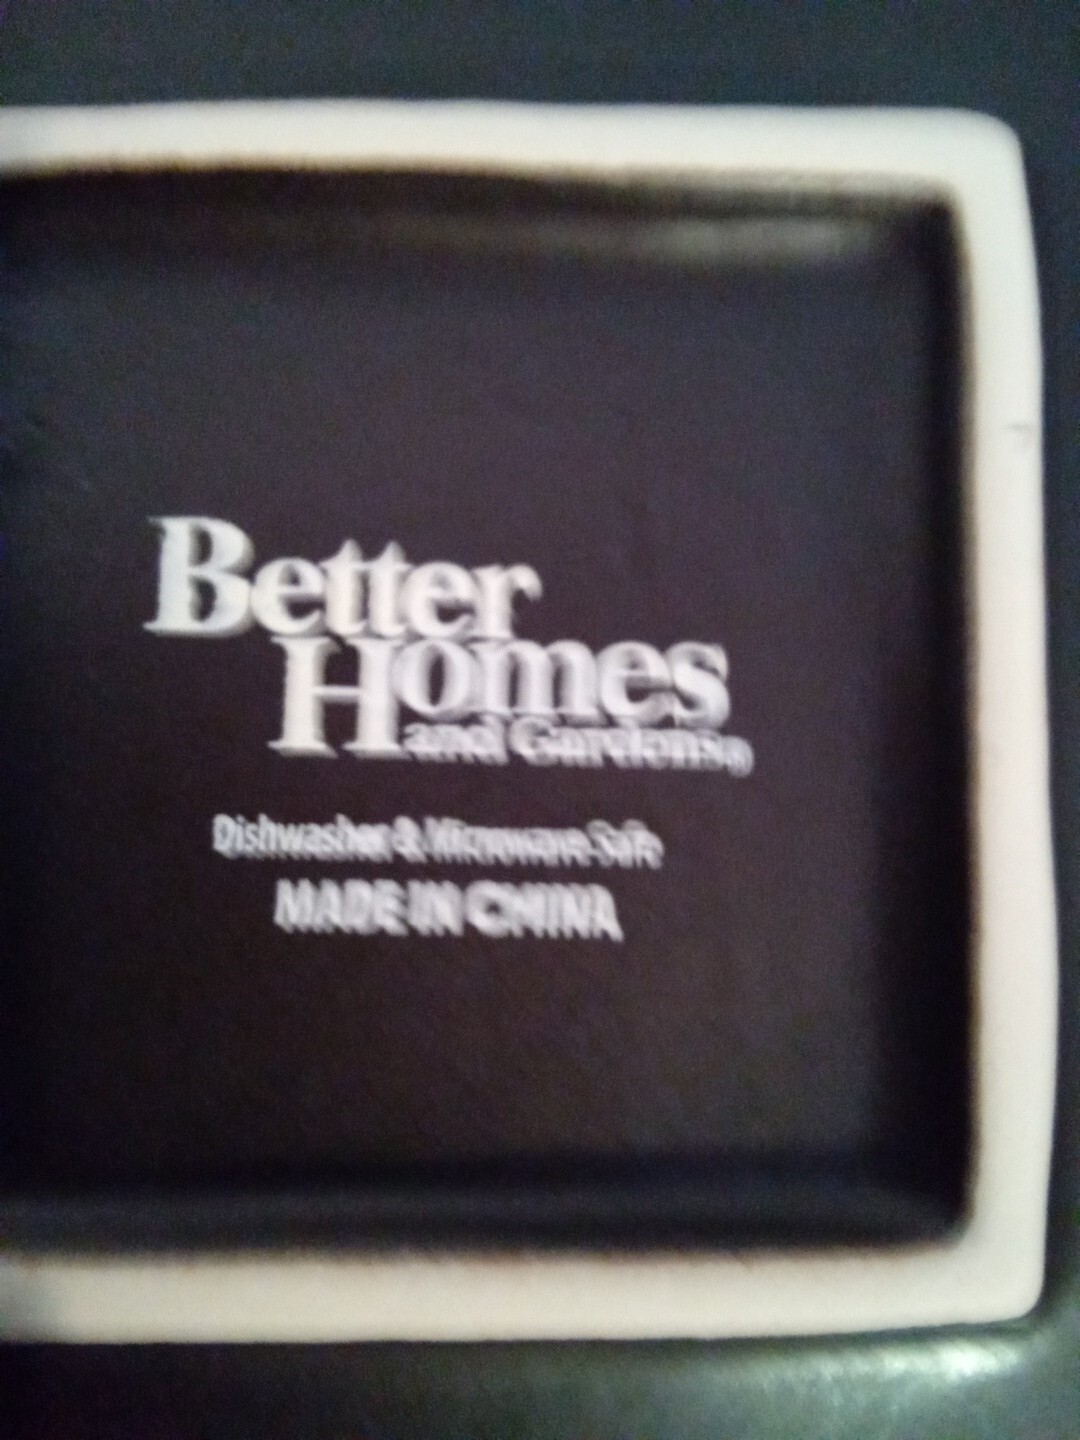 Better
Homes
and Gardens®
Dishwasher & Microwave Safe
MADE IN CHINA